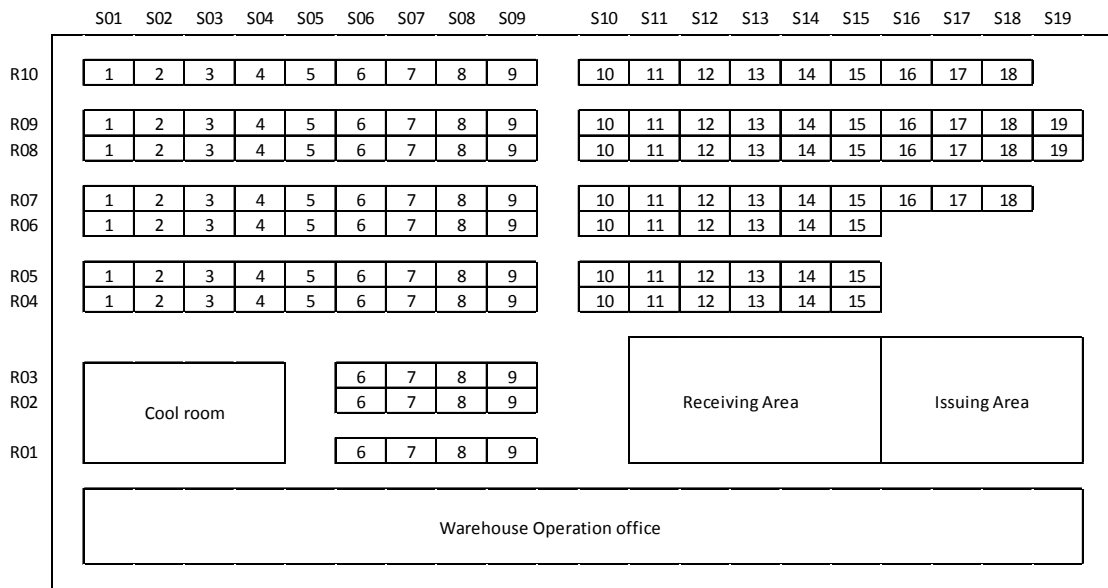 S01 S02 S03 S04 S05 S06 S07 S08 S09 S10 S11 S12 S13 S14 S15 S16 S17 S18 S19
R10 1 2 3 4 5 6 7 8 9 10 11 12 13 14 15 16 17 18
R09 1 2 3 4 5 6 7 8 9 10 11 12 13 14 15 16 17 18 19
R08 1 2 3 4 5 6 7 8 9 10 11 12 13 14 15 16 17 18 19
R07 1 2 3 4 5 6 7 8 9 10 11 12 13 14 15 16 17 18
R06 1 2 3 4 5 6 7 8 9 10 11 12 13 14 15
R05 1 2 3 4 5 6 7 8 9 10 11 12 13 14 15
R04 1 2 3 4 5 6 7 8 9 10 11 12 13 14 15
R03 6 7 8 9
R02 6 7 8 9
Cool room Receiving Area Issuing Area
R01 6 7 8 9
Warehouse Operation office